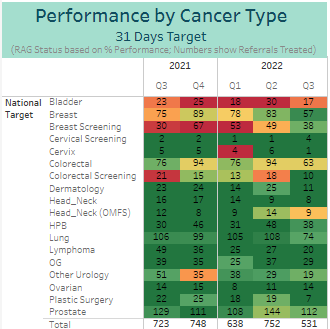 Performance by Cancer Type
31 Days Target
(RAG Status based on % Performance; Numbers show Referrals Treated)
2021 2022
Q3 Q4 Q1 Q2 Q3
National Target
Bladder 23 25 18 30 17
Breast 75 89 78 83 57
Breast Screening 30 67 53 49 38
Cervical Screening 2 2 1 1 4
Cervix 5 5 4 6 1
Colorectal 76 94 76 94 63
Colorectal Screening 21 15 13 18 10
Dermatology 23 24 14 25 11
Head_Neck 16 17 14 9 8
Head_Neck (OMFS) 12 8 9 14 9
HPB 30 46 31 48 38
Lung 106 99 105 108 74
Lymphoma 49 36 25 27 20
OG 39 35 25 37 29
Other Urology 51 35 38 29 19
Ovarian 14 15 8 11 14
Plastic Surgery 22 25 18 19 7
Prostate 129 111 108 144 112
Total 723 748 638 752 531